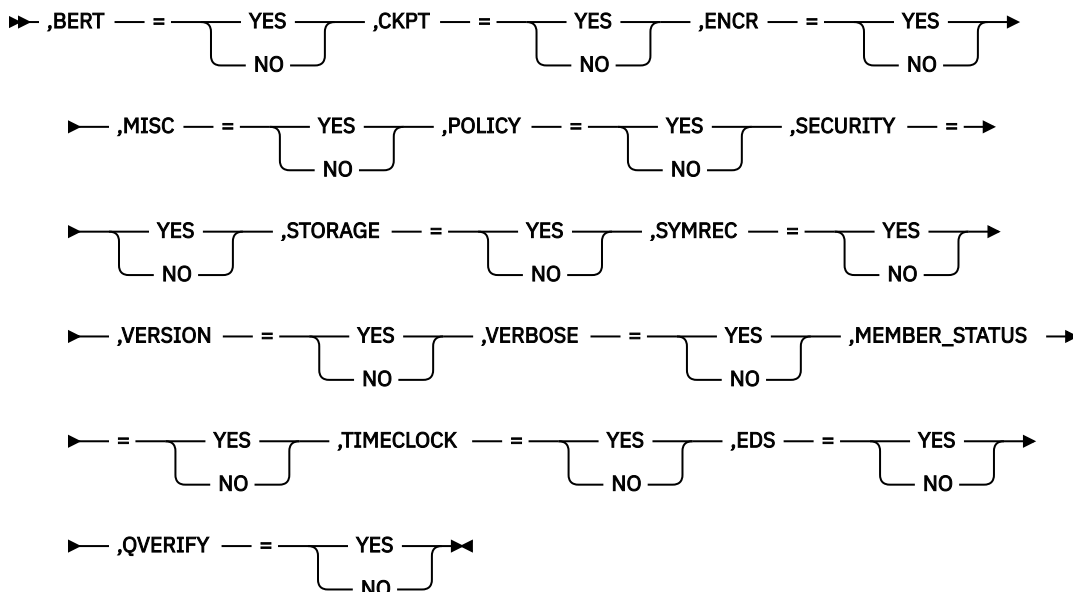 ,BERT = YES ,CKPT = YES ,ENCR = YES
NO NO NO
,MISC = YES ,POLICY = YES ,SECURITY =
NO NO
YES ,STORAGE = YES ,SYMREC = YES
NO NO NO
,VERSION = YES ,VERBOSE = YES ,MEMBER_STATUS
NO NO
= YES ,TIMECLOCK = YES ,EDS = YES
NO NO NO
,QVERIFY = YES
NO